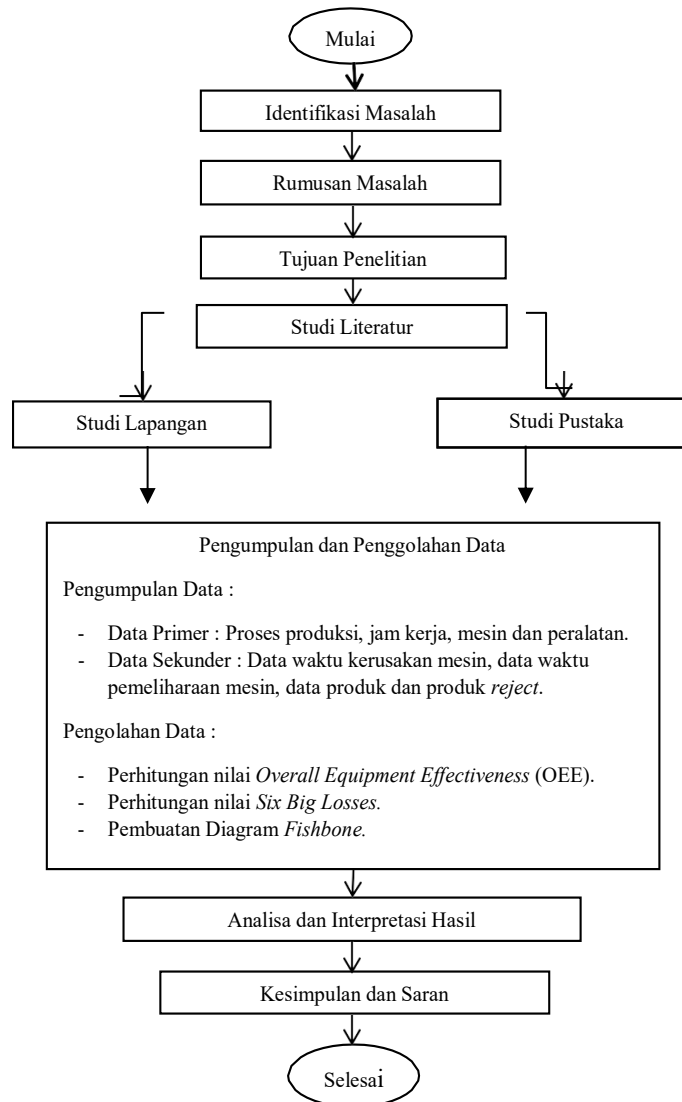 Mulai
Identifikasi Masalah
Rumusan Masalah
Tujuan Penelitian
Studi Literatur
Studi Lapangan
Studi Pustaka
Pengumpulan dan Penggolahan Data
Pengumpulan Data :
- Data Primer : Proses produksi, jam kerja, mesin dan peralatan.
- Data Sekunder : Data waktu kerusakan mesin, data waktu
pemeliharaan mesin, data produk dan produk reject.
Pengolahan Data :
- Perhitungan nilai Overall Equipment Effectiveness (OEE).
- Perhitungan nilai Six Big Losses.
- Pembuatan Diagram Fishbone.
Analisa dan Interpretasi Hasil
Kesimpulan dan Saran
Selesai